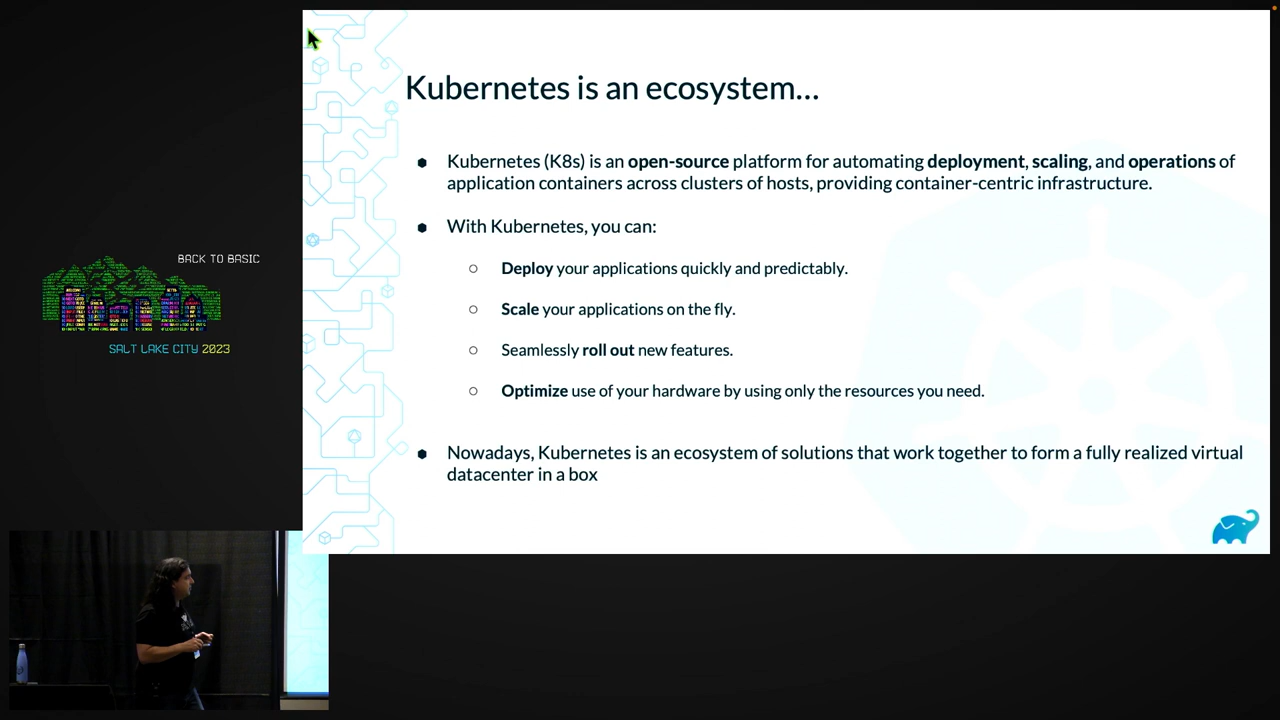 Kubernetes is an ecosystem...
Kubernetes (K8s) is an open-source platform for automating deployment, scaling, and operations of
application containers across clusters of hosts, providing container-centric infrastructure.
With Kubernetes, you can:
Deploy your applications quickly and predictably.
Scale your applications on the fly.
Seamlessly roll out new features.
Optimize use of your hardware by using only the resources you need.
Nowadays, Kubernetes is an ecosystem of solutions that work together to form a fully realized virtual
datacenter in a box
BACK TO BASIC
SALT LAKE CITY 2023